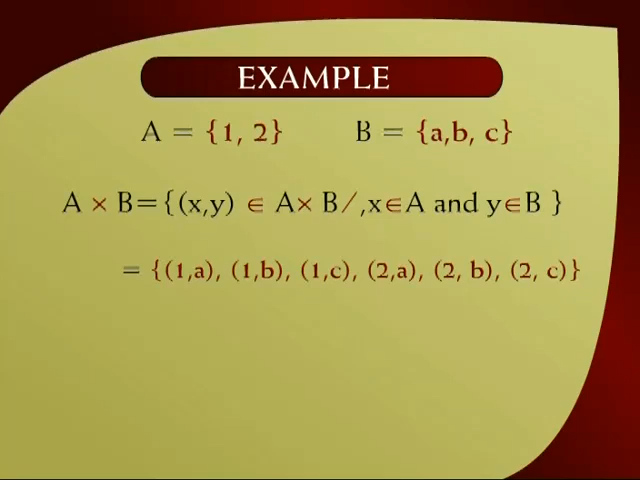 EXAMPLE
A = {1, 2} B = {a,b, c}
A × B={(x,y) ∈ A× B/,x∈A and y∈B }
= {(1,a), (1,b), (1,c), (2,a), (2, b), (2, c)}